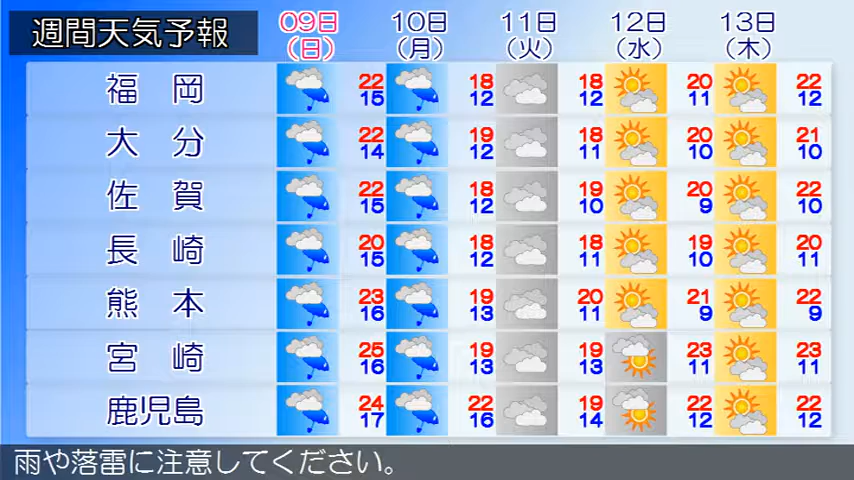 週間天気予報 09日 10日 11日 12日 13日
(日) (月) (火) (水) (木)
福岡 22 18 18 20 22
15 12 12 11 12
大分 22 19 18 20 21
14 12 11 10 10
佐賀 22 18 19 20 22
15 12 10 9 10
長崎 20 18 18 19 20
15 12 11 10 11
熊本 23 19 20 21 22
16 13 11 9 9
宮崎 25 19 19 23 23
16 13 13 11 11
鹿児島 24 22 19 22 22
17 16 14 12 12
雨や落雷に注意してください。